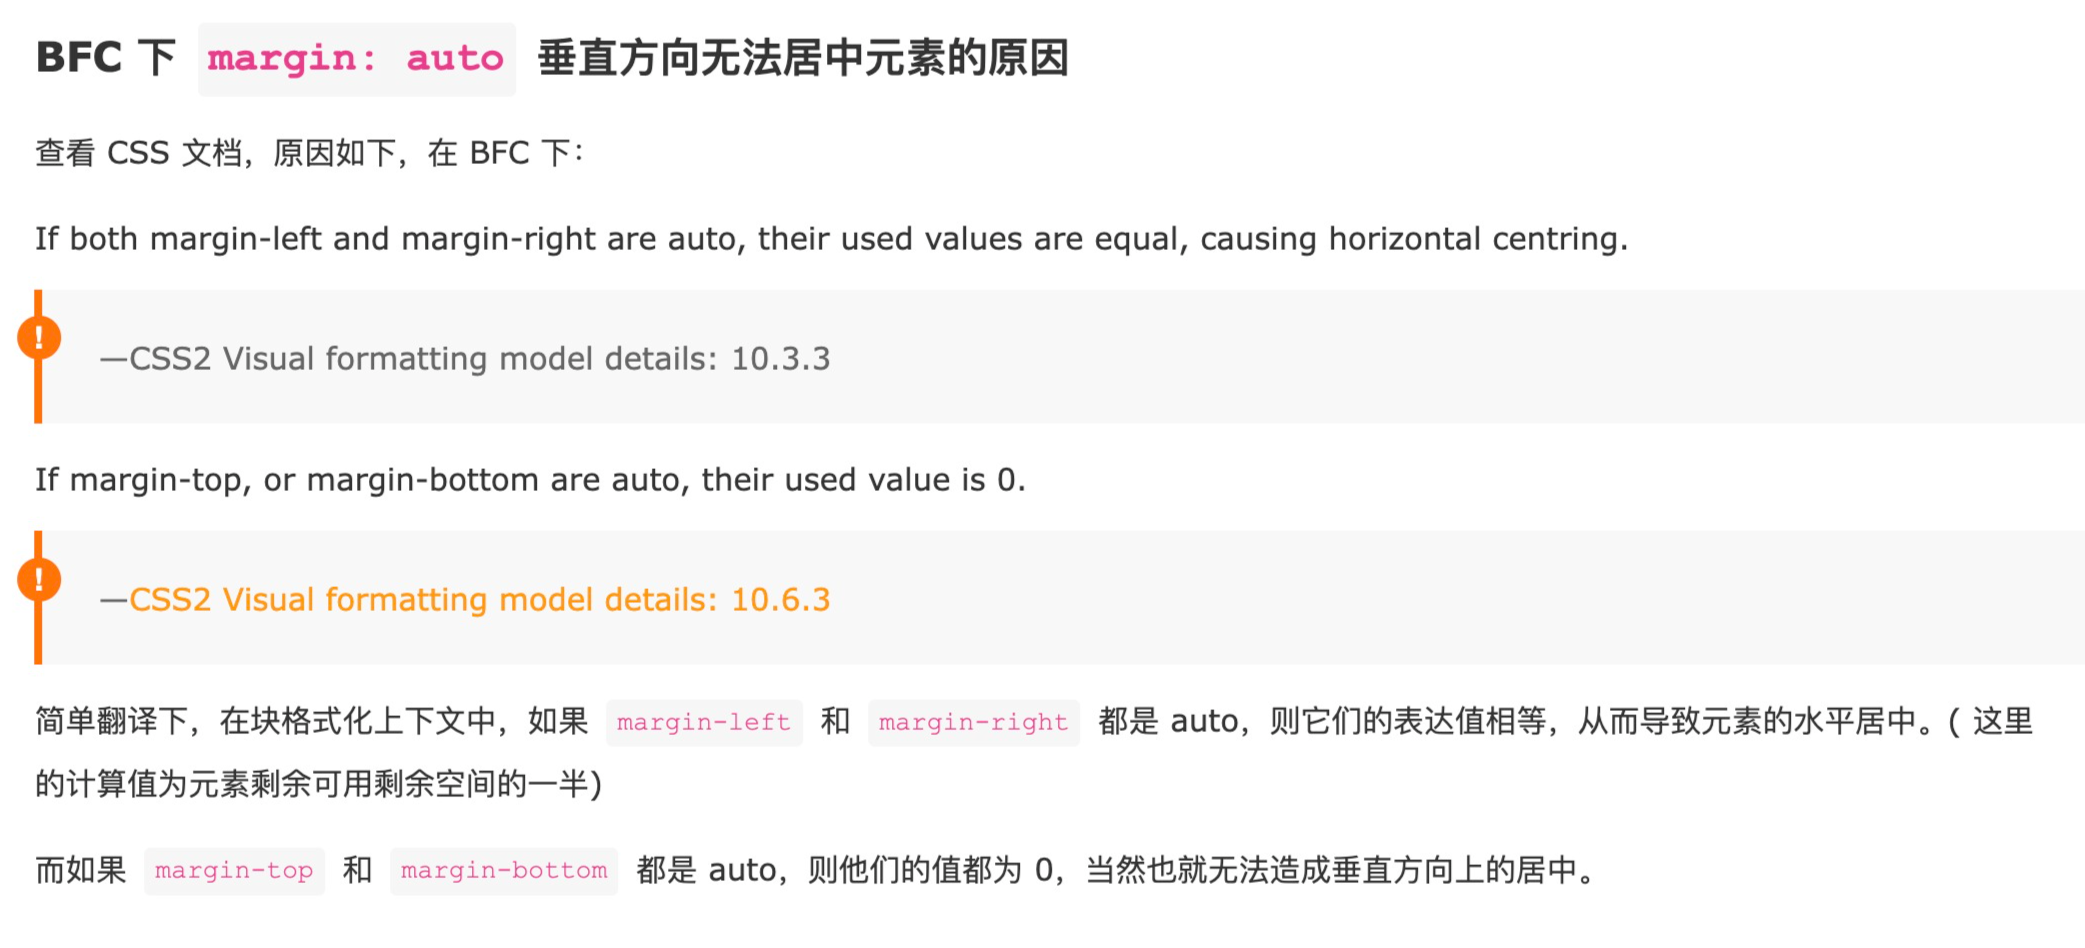 BFC 下 margin: auto 垂直方向无法居中元素的原因
查看 CSS 文档，原因如下，在 BFC 下：
If both margin-left and margin-right are auto, their used values are equal, causing horizontal centring.
!
—CSS2 Visual formatting model details: 10.3.3
If margin-top, or margin-bottom are auto, their used value is 0.
!
—CSS2 Visual formatting model details: 10.6.3
简单翻译下，在块格式化上下文中，如果 margin-left 和 margin-right 都是 auto，则它们的表达值相等，从而导致元素的水平居中。( 这里
的计算值为元素剩余可用剩余空间的一半)
而如果 margin-top 和 margin-bottom 都是 auto，则他们的值都为 0，当然也就无法造成垂直方向上的居中。